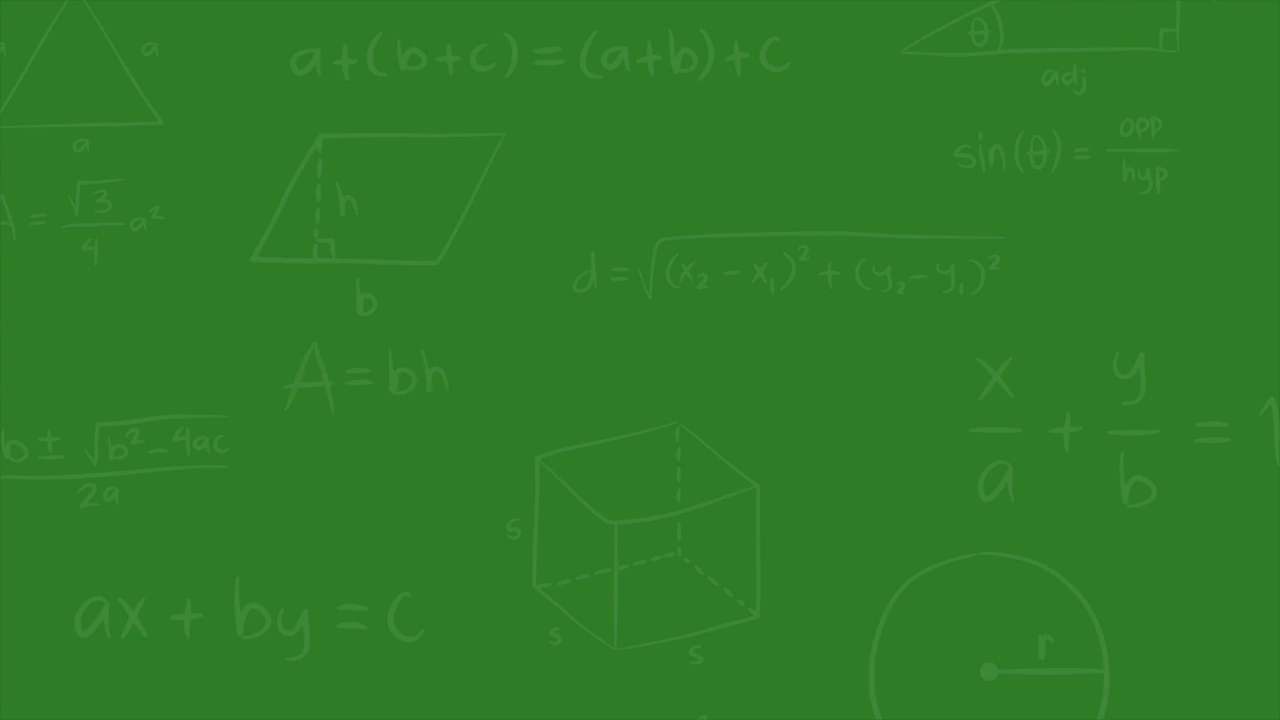 a
a
a+(b+c)=(a+b)+c
θ
adj
a
sin(θ) = opp/hyp
A = √3/4 a²
h
b
d = √(x₂ - x₁)² + (y₂ - y₁)²
A = bh
x/a + y/b = 1
b ± √b² - 4ac
2a
s
s
s
ax + by = c
r